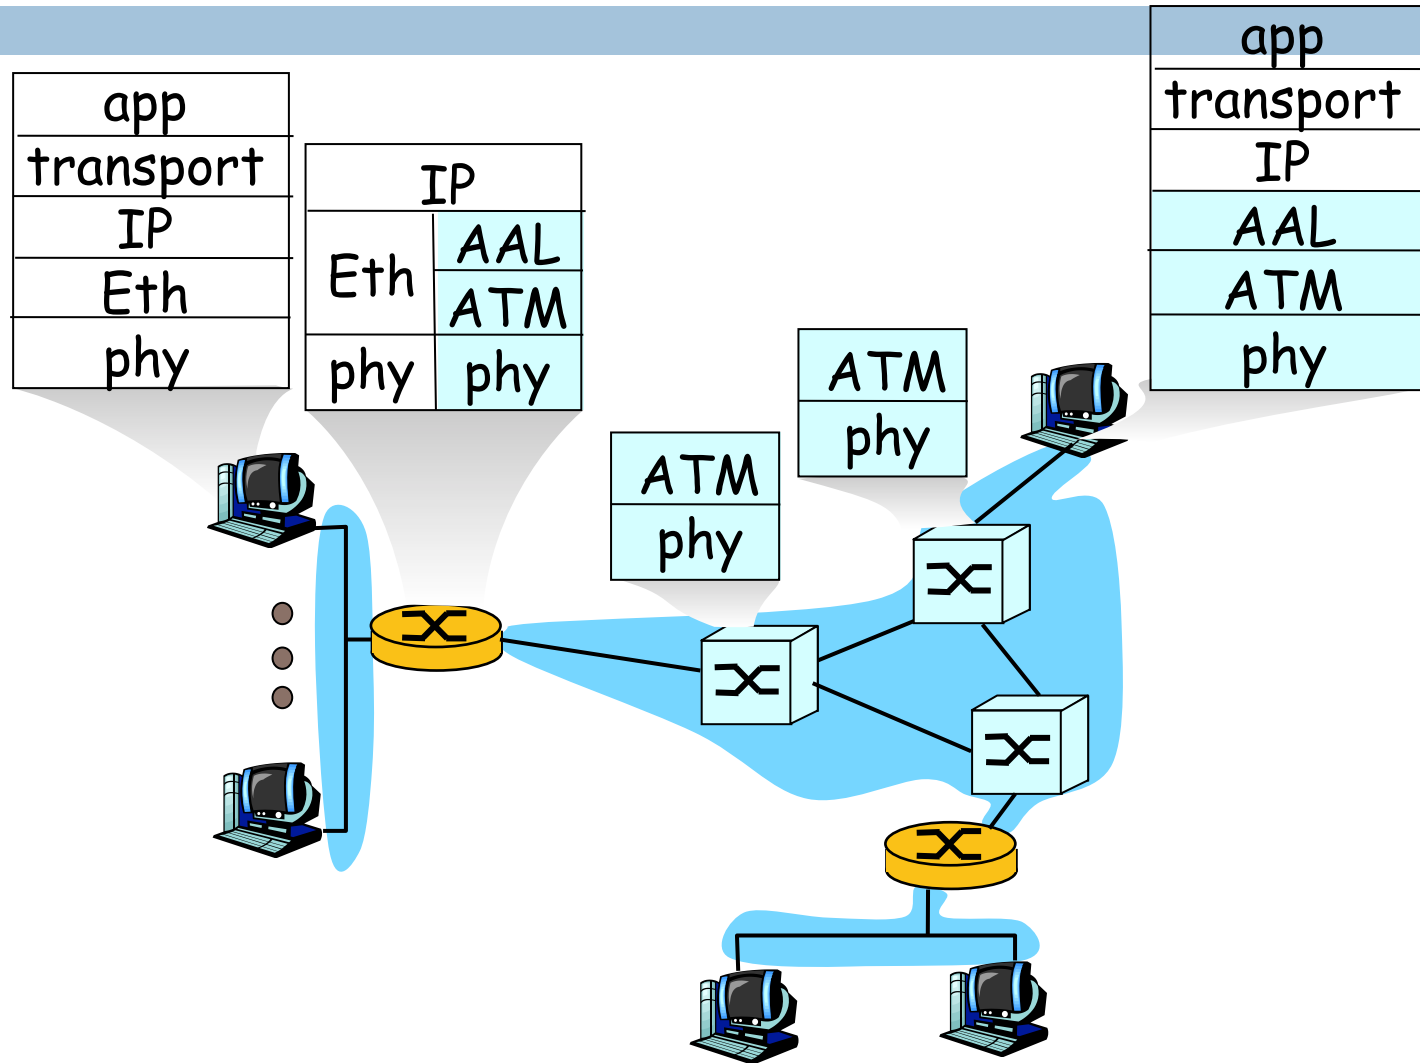 app
transport
IP
Eth
phy
IP
Eth
AAL
ATM
phy
phy
ATM
phy
ATM
phy
app
transport
IP
AAL
ATM
phy